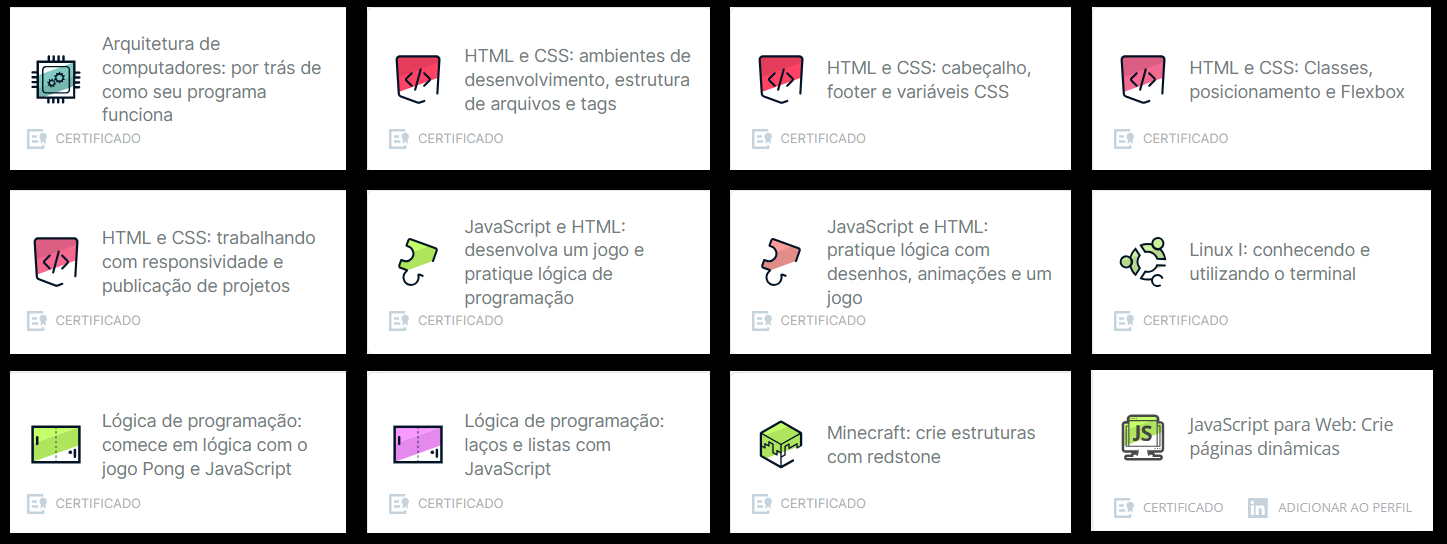 Arquitetura de
computadores: por trás de
como seu programa
funciona
CERTIFICADO
HTML e CSS: ambientes de
desenvolvimento, estrutura
de arquivos e tags
CERTIFICADO
HTML e CSS: cabeçalho,
footer e variáveis CSS
CERTIFICADO
HTML e CSS: Classes,
posicionamento e Flexbox
CERTIFICADO
HTML e CSS: trabalhando
com responsividade e
publicação de projetos
CERTIFICADO
JavaScript e HTML:
desenvolva um jogo e
pratique lógica de
programação
CERTIFICADO
JavaScript e HTML:
pratique lógica com
desenhos, animações e um
jogo
CERTIFICADO
Linux I: conhecendo e
utilizando o terminal
CERTIFICADO
Lógica de programação:
comece em lógica com o
jogo Pong e JavaScript
CERTIFICADO
Lógica de programação:
laços e listas com
JavaScript
CERTIFICADO
Minecraft: crie estruturas
com redstone
CERTIFICADO
JS
JavaScript para Web: Crie
páginas dinâmicas
CERTIFICADO
in
ADICIONAR AO PERFIL